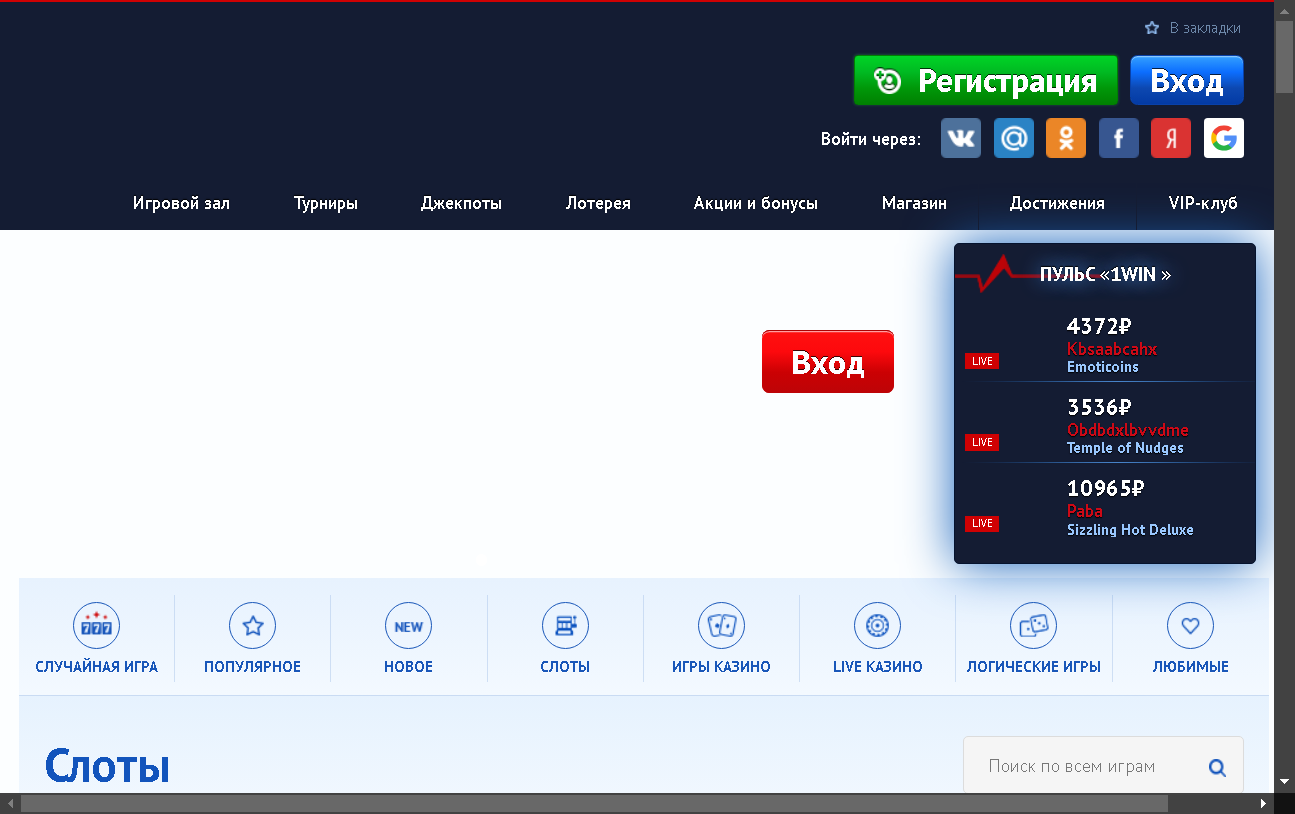 В закладки
Регистрация
Вход
Войти через:
Игровой зал Турниры Джекпоты Лотерея Акции и бонусы Магазин Достижения VIP-клуб
ПУЛЬС «1WIN »
4372₽
Kbsaabcahx
LIVE
Emoticoins
Вход
3536₽
Obdbdxlbvvdme
LIVE
Temple of Nudges
10965₽
Paba
LIVE
Sizzling Hot Deluxe
777
NEW
СЛУЧАЙНАЯ ИГРА ПОПУЛЯРНОЕ НОВОЕ СЛОТЫ ИГРЫ КАЗИНО LIVE КАЗИНО ЛОГИЧЕСКИЕ ИГРЫ ЛЮБИМЫЕ
Слоты
Поиск по всем играм